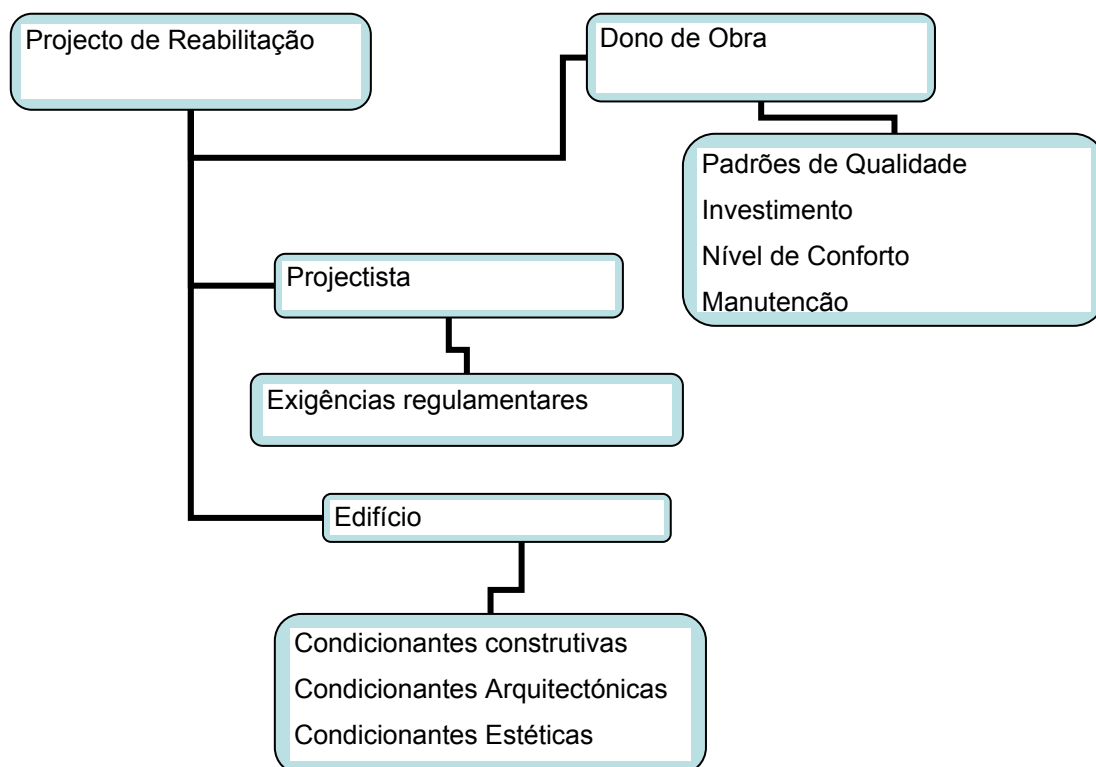 Projecto de Reabilitação
Dono de Obra
Padrões de Qualidade
Investimento
Nível de Conforto
Manutenção
Projectista
Exigências regulamentares
Edifício
Condicionantes construtivas
Condicionantes Arquitectónicas
Condicionantes Estéticas